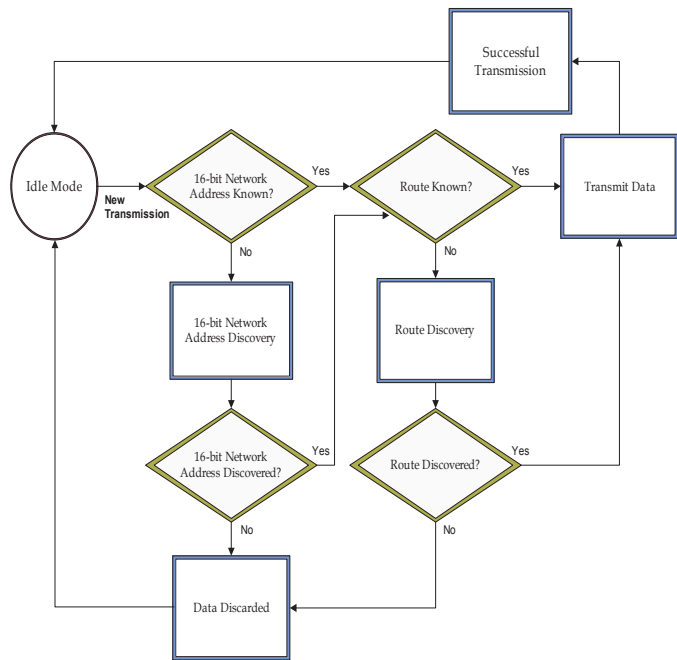 Successful
Transmission
Idle Mode
New
Transmission
16-bit Network
Address Known?
Yes
Route Known?
Yes
Transmit Data
No
No
16-bit Network
Address Discovery
Route Discovery
16-bit Network
Address Discovered?
Yes
Route Discovered?
Yes
No
No
Data Discarded